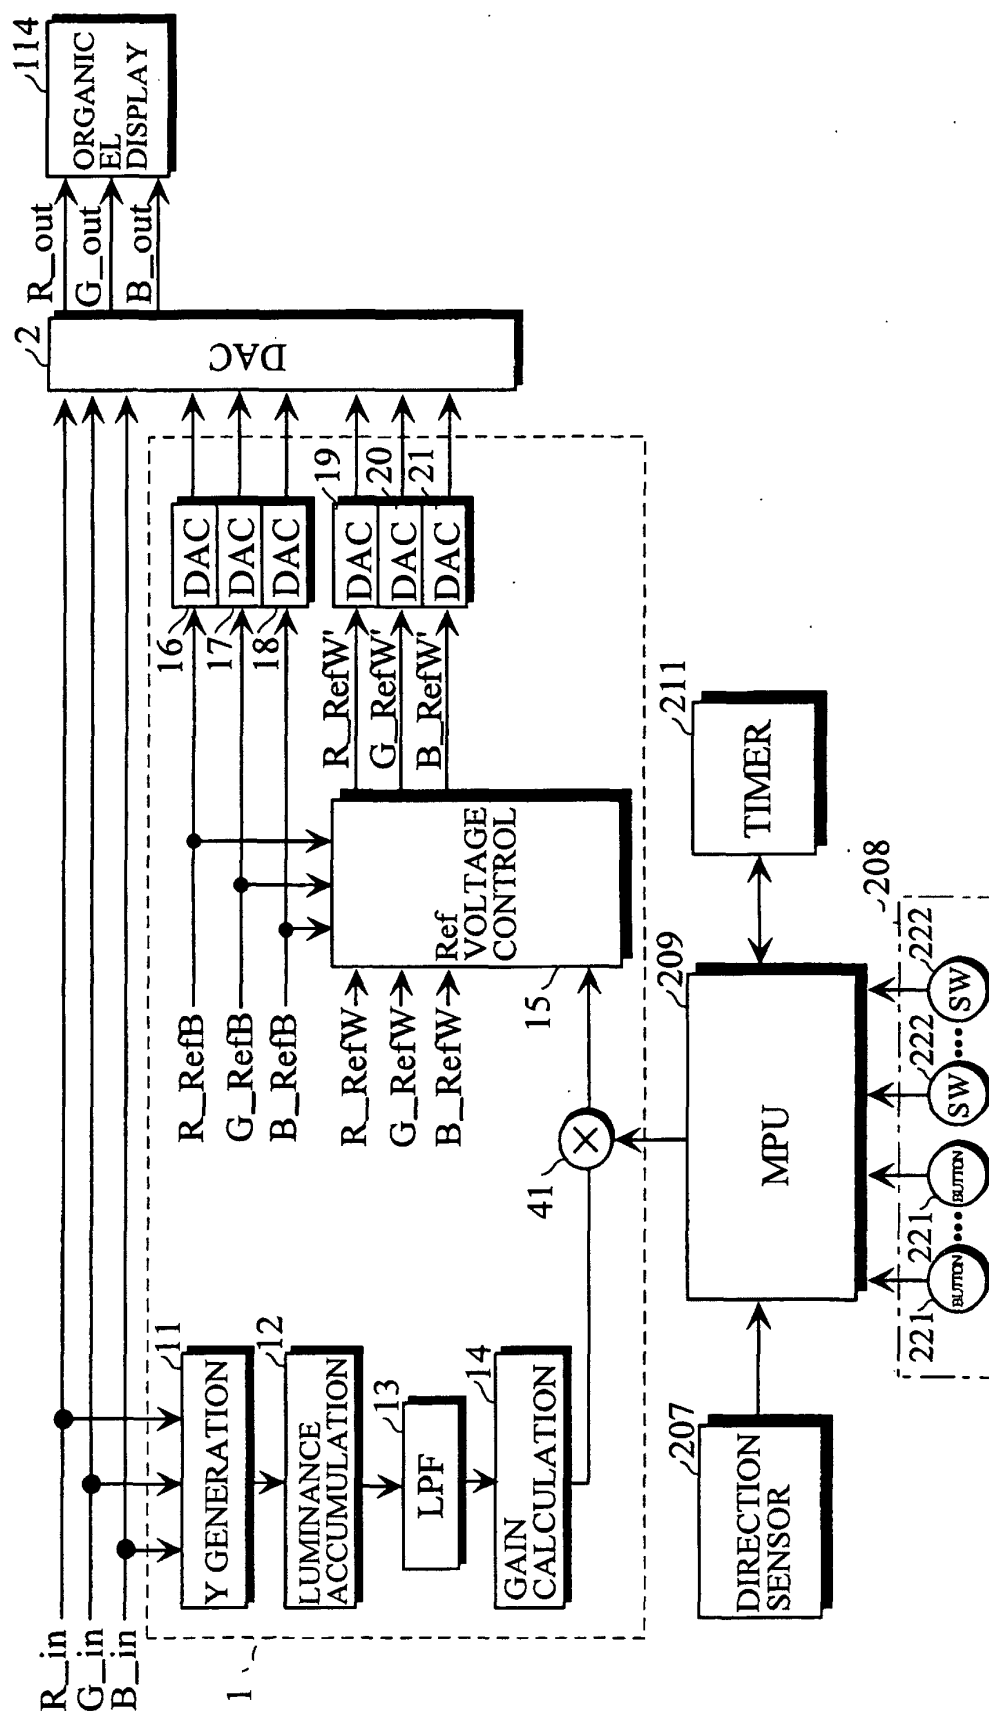 R_in
G_in
B_in
1
11
Y GENERATION
12
LUMINANCE
ACCUMULATION
13
LPF
14
GAIN
CALCULATION
41
×
R_RefB
G_RefB
B_RefB
R_RefW
G_RefW
B_RefW
15
Ref
VOLTAGE
CONTROL
R_RefW'
G_RefW'
B_RefW'
16
DAC
17
DAC
18
DAC
19
DAC
20
DAC
21
DAC
2
DAC
R_out
G_out
B_out
114
ORGANIC
EL
DISPLAY
207
DIRECTION
SENSOR
209
MPU
211
TIMER
208
221
BUTTON
221
BUTTON
222
SW
222
SW